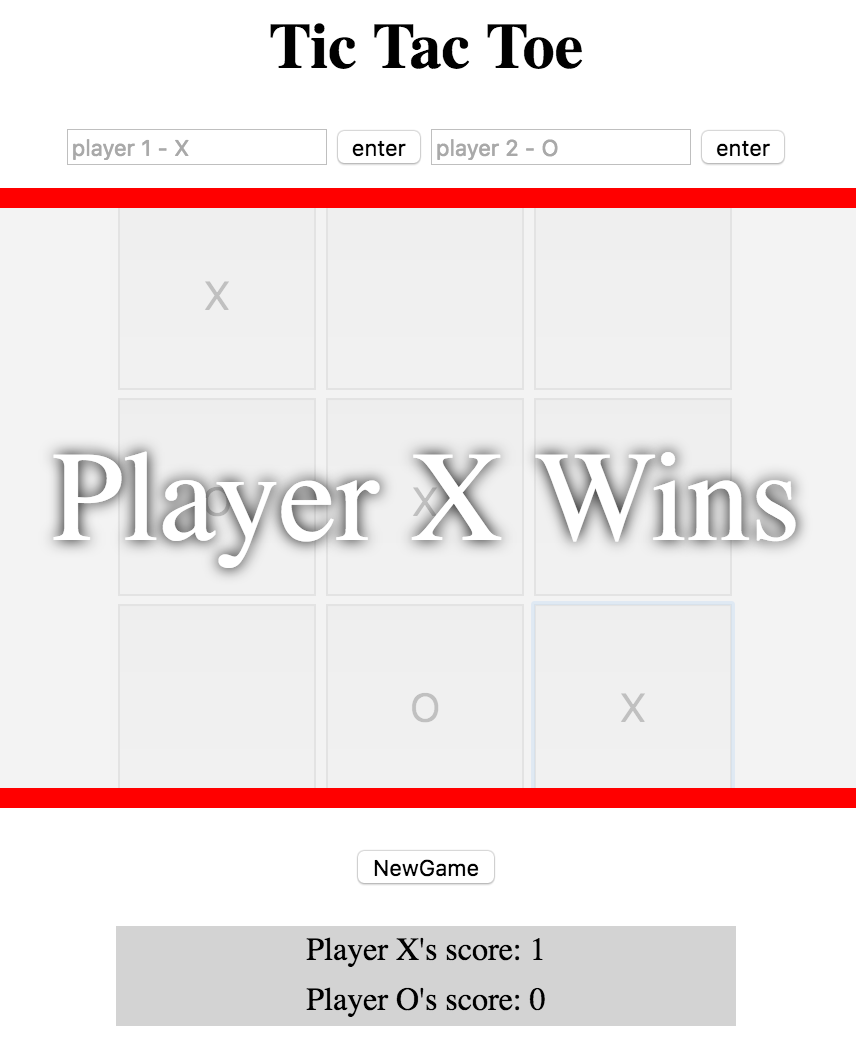 Tic Tac Toe
player 1 - X enter player 2 - O enter
X
O X
Player X Wins
O X
NewGame
Player X's score: 1
Player O's score: 0